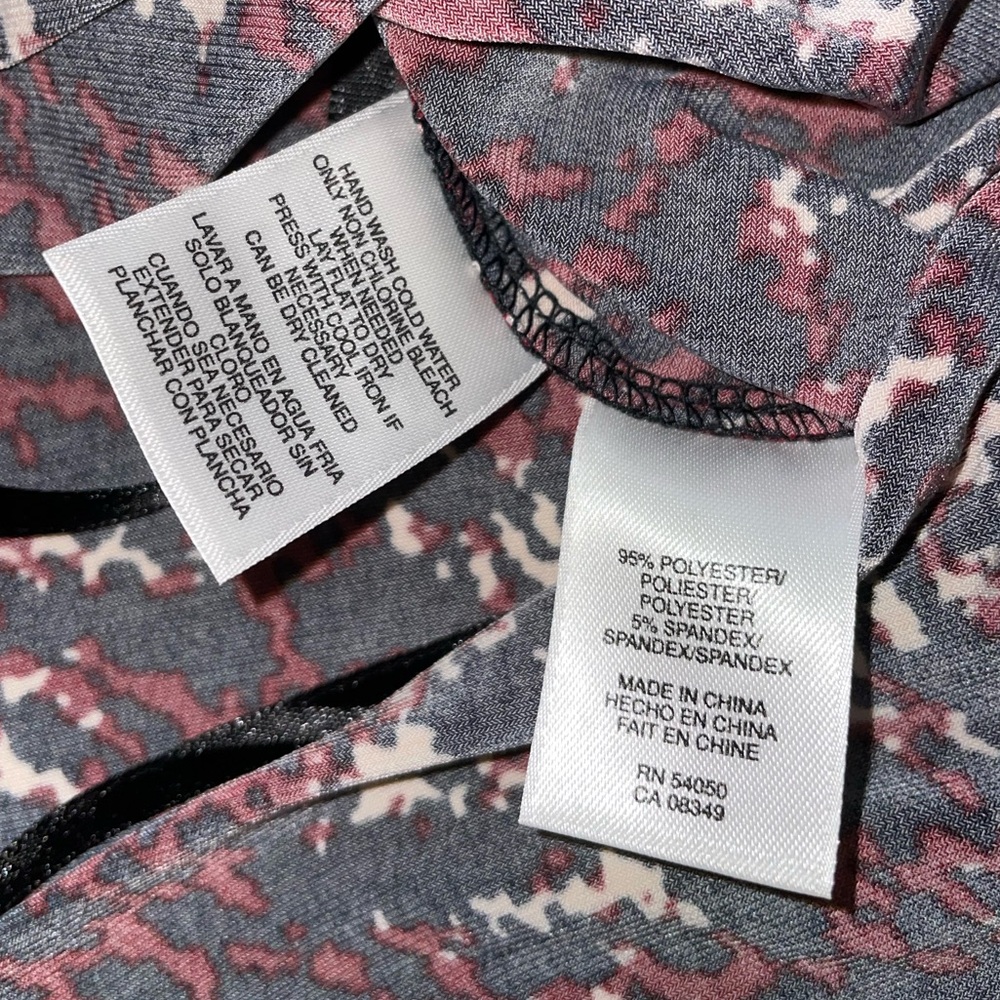 HAND WASH COLD WATER
ONLY NON CHLORINE BLEACH
WHEN NEEDED
LAY FLAT TO DRY
PRESS WITH COOL IRON IF
NECESSARY
CAN BE DRY CLEANED
LAVAR A MANO EN AGUA FRIA
SOLO BLANQUEADOR SIN
CLORO
CUANDO SEA NECESARIO
EXTENDER PARA SECAR
PLANCHAR CON PLANCHA
95% POLYESTER/
POLIESTER/
POLYESTER
5% SPANDEX/
SPANDEX/SPANDEX
MADE IN CHINA
HECHO EN CHINA
FAIT EN CHINE
RN 54050
CA 08349